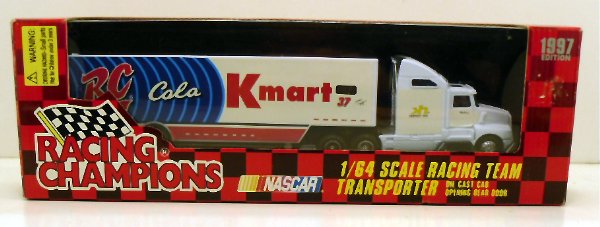 WARNING:
1997
EDITION
RC
Cola
Kmart
37
RACING
CHAMPIONS
NASCAR
1/64 SCALE RACING TEAM
TRANSPORTER
DIE CAST CAB
OPENING REAR DOOR